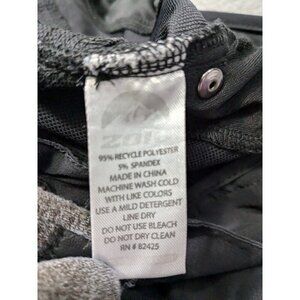 95% RECYCLE POLYESTER
5% SPANDEX
MADE IN CHINA
MACHINE WASH COLD
WITH LIKE COLORS
USE A MILD DETERGENT
LINE DRY
DO NOT USE BLEACH
DO NOT DRY CLEAN
RN # 82425